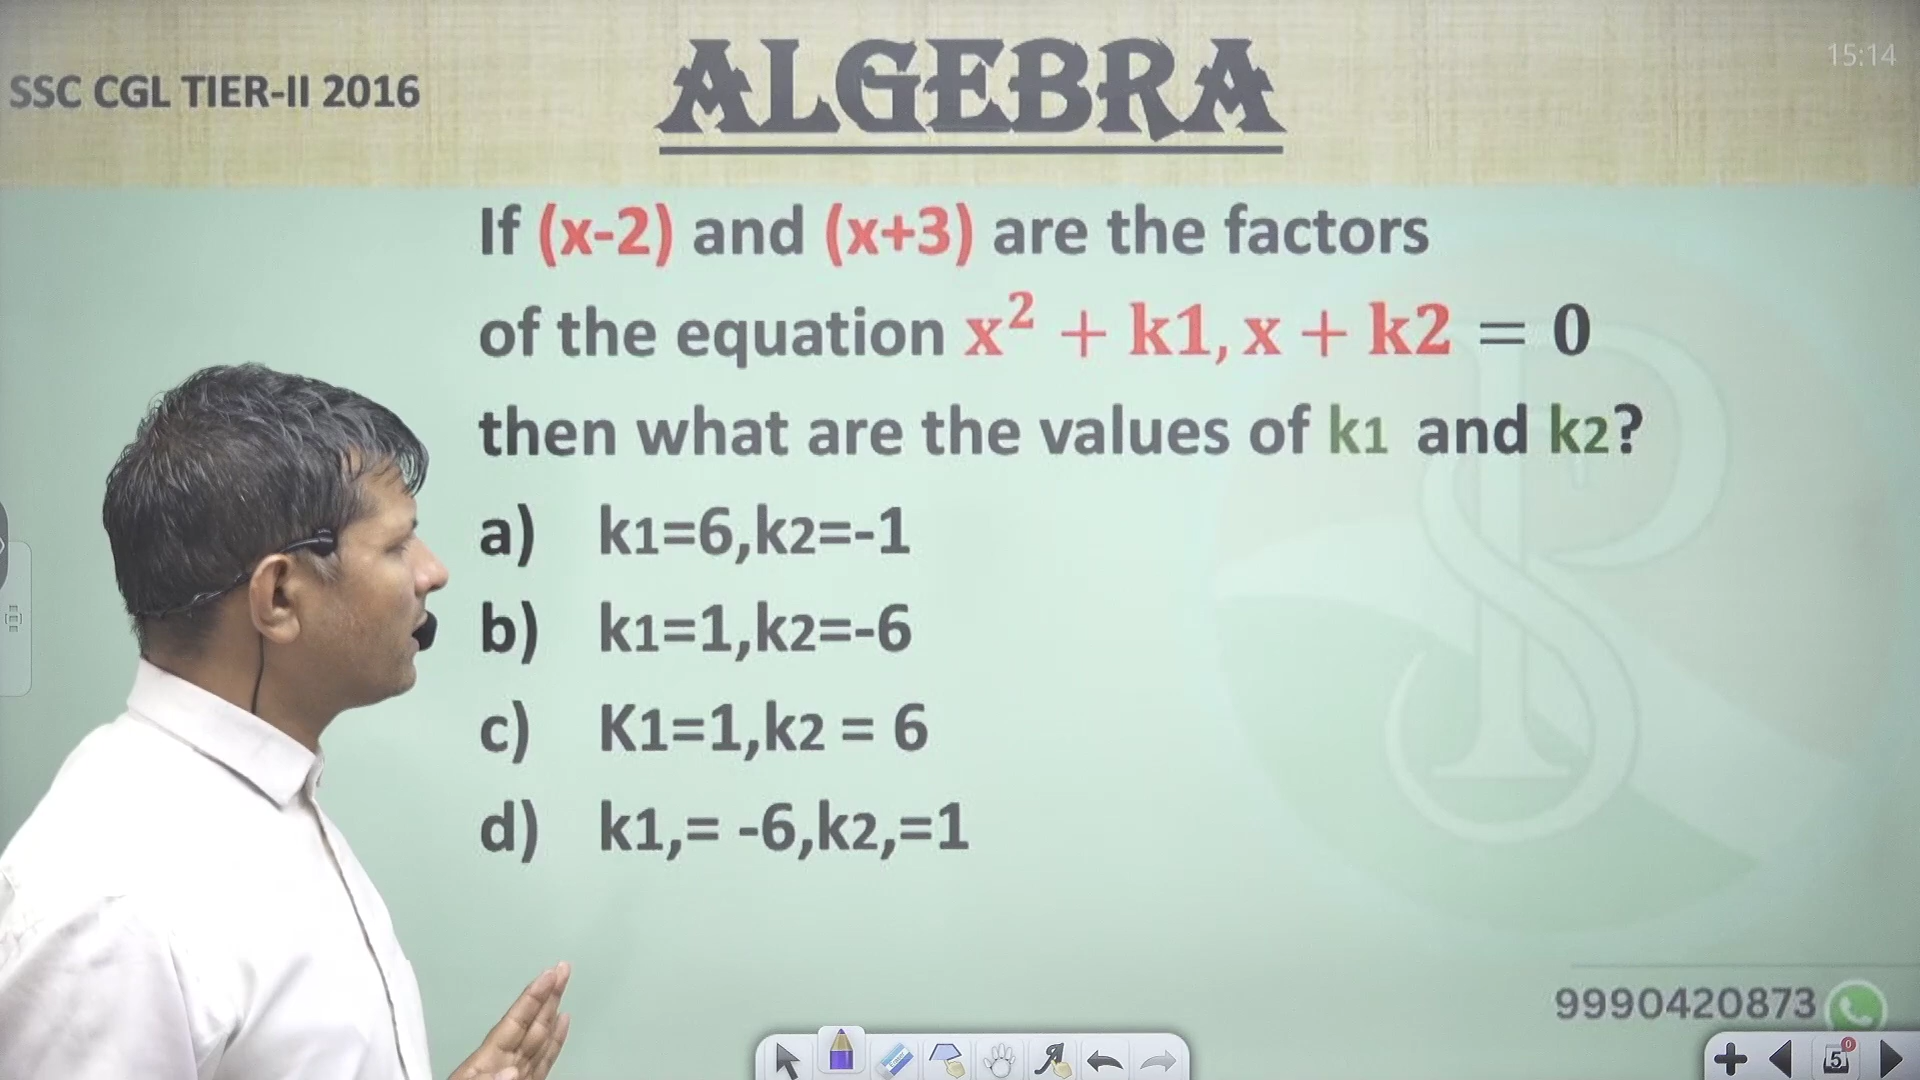 15:14
SSC CGL TIER-II 2016
ALGEBRA
If (x-2) and (x+3) are the factors
of the equation x² + k1, x + k2 = 0
then what are the values of k1 and k2?
a) k1=6,k2=-1
b) k1=1,k2=-6
c) K1=1,k2 = 6
d) k1,= -6,k2,=1
9990420873
5
0